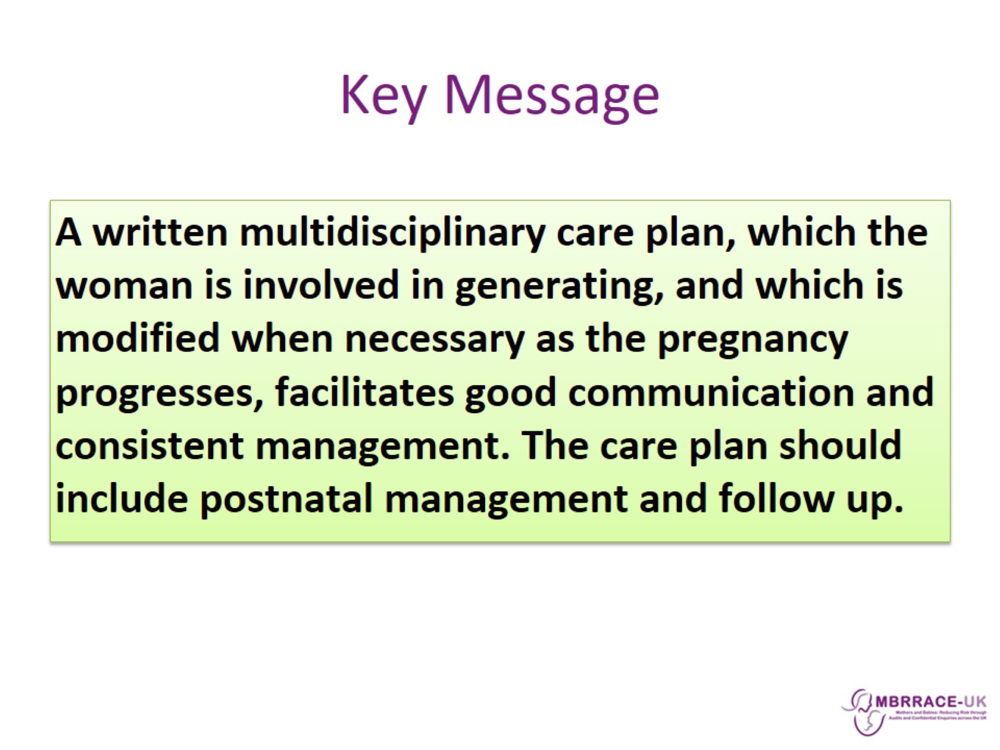 Key Message
A written multidisciplinary care plan, which the
woman is involved in generating, and which is
modified when necessary as the pregnancy
progresses, facilitates good communication and
consistent management. The care plan should
include postnatal management and follow up.
MBRRACE-UK
Mothers and Babies: Reducing Risk through
Audits and Confidential Enquiries across the UK